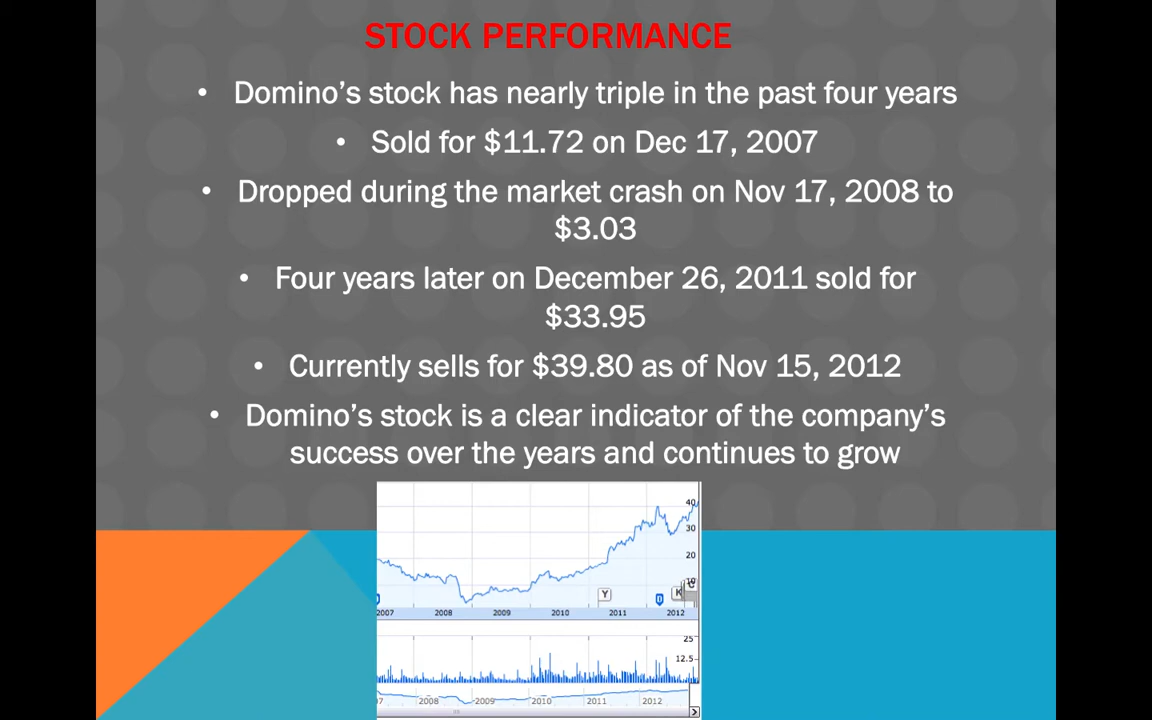 STOCK PERFORMANCE
• Domino’s stock has nearly triple in the past four years
• Sold for $11.72 on Dec 17, 2007
• Dropped during the market crash on Nov 17, 2008 to
$3.03
• Four years later on December 26, 2011 sold for
$33.95
• Currently sells for $39.80 as of Nov 15, 2012
• Domino’s stock is a clear indicator of the company’s
success over the years and continues to grow
40
30
20
10
Y
D
K
2007 2008 2009 2010 2011 2012
25
12.5
2008 2009 2010 2011 2012